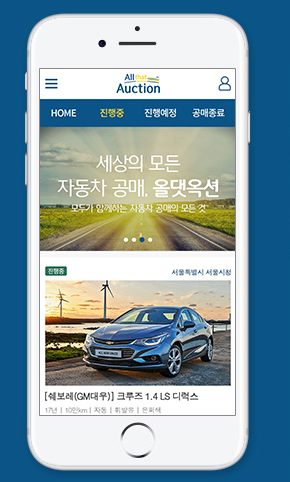 All that
Auction
HOME 진행중 진행예정 공매종료
세상의 모든
자동차 공매, 올댓옥션
모두가 함께하는 자동차 공매의 모든 것
진행중 서울특별시 서울시청
[쉐보레(GM대우)] 크루즈 1.4 LS 디럭스
17년 | 10만km | 자동 | 휘발유 | 은회색